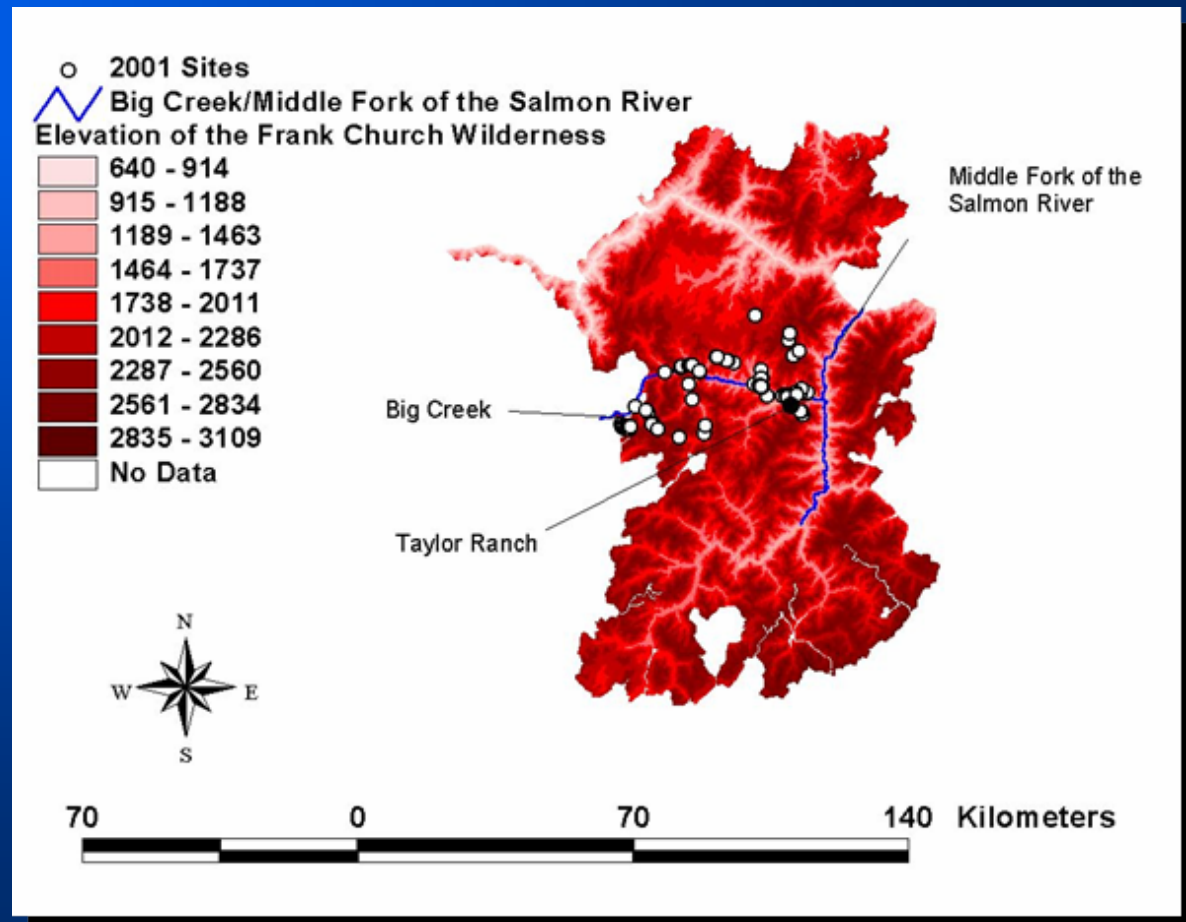 2001 Sites
Big Creek/Middle Fork of the Salmon River
Elevation of the Frank Church Wilderness
640 - 914
915 - 1188
1189 - 1463
1464 - 1737
1738 - 2011
2012 - 2286
2287 - 2560
2561 - 2834
2835 - 3109
No Data
Middle Fork of the
Salmon River
Big Creek
Taylor Ranch
N
W E
S
70 0 70 140 Kilometers